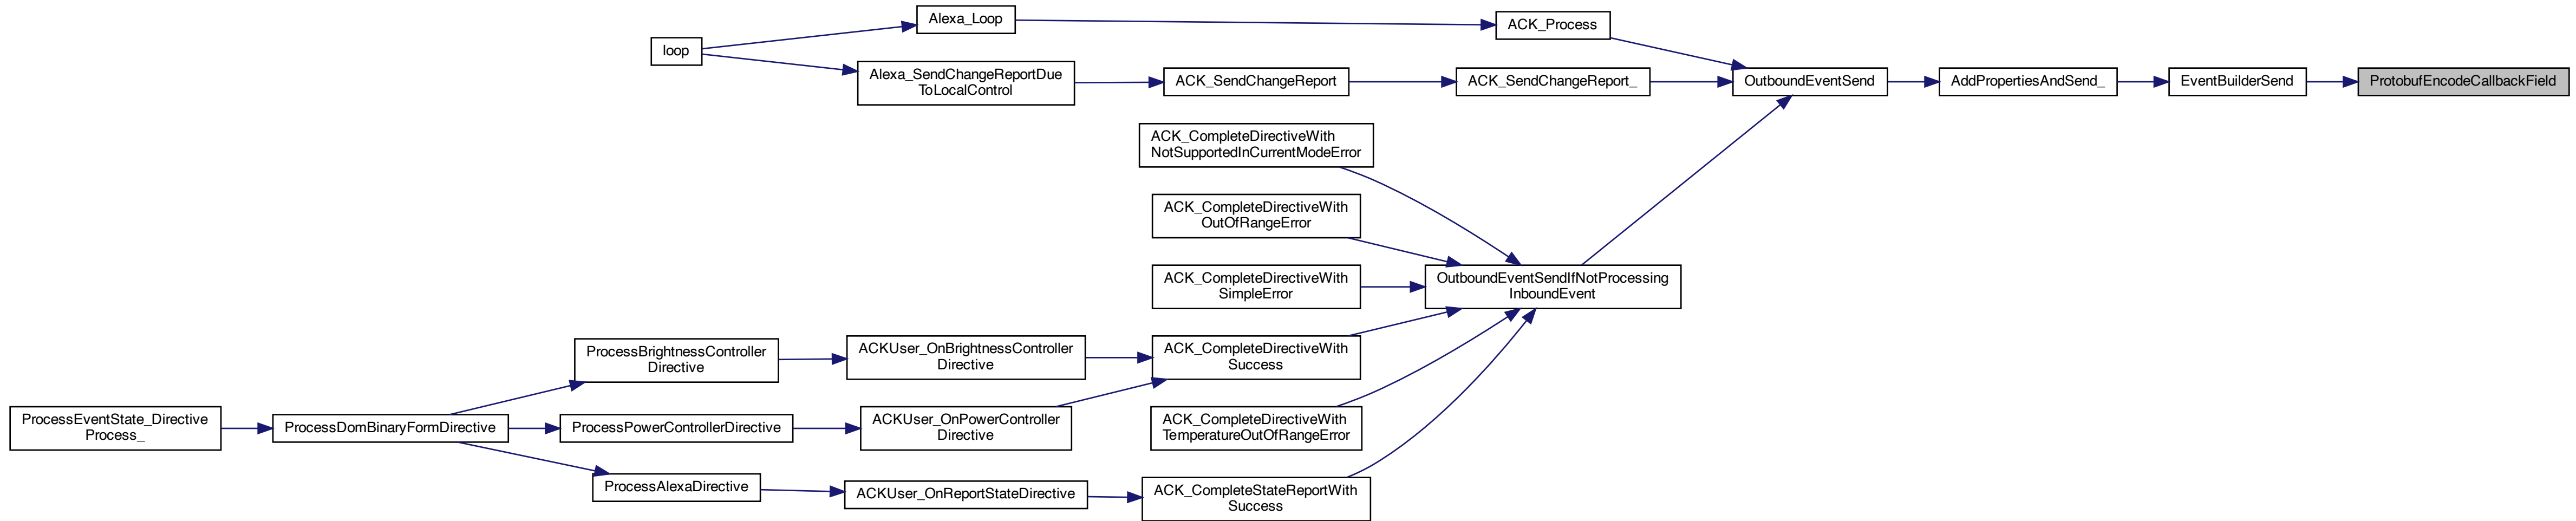 Alexa_Loop
ACK_Process
loop
Alexa_SendChangeReportDue
ToLocalControl
ACK_SendChangeReport
ACK_SendChangeReport_
OutboundEventSend
AddPropertiesAndSend_
EventBuilderSend
ProtobufEncodeCallbackField
ACK_CompleteDirectiveWith
NotSupportedInCurrentModeError
ACK_CompleteDirectiveWith
OutOfRangeError
ACK_CompleteDirectiveWith
SimpleError
OutboundEventSendIfNotProcessing
InboundEvent
ProcessBrightnessController
Directive
ACKUser_OnBrightnessController
Directive
ACK_CompleteDirectiveWith
Success
ProcessEventState_Directive
Process_
ProcessDomBinaryFormDirective
ProcessPowerControllerDirective
ACKUser_OnPowerController
Directive
ACK_CompleteDirectiveWith
TemperatureOutOfRangeError
ProcessAlexaDirective
ACKUser_OnReportStateDirective
ACK_CompleteStateReportWith
Success